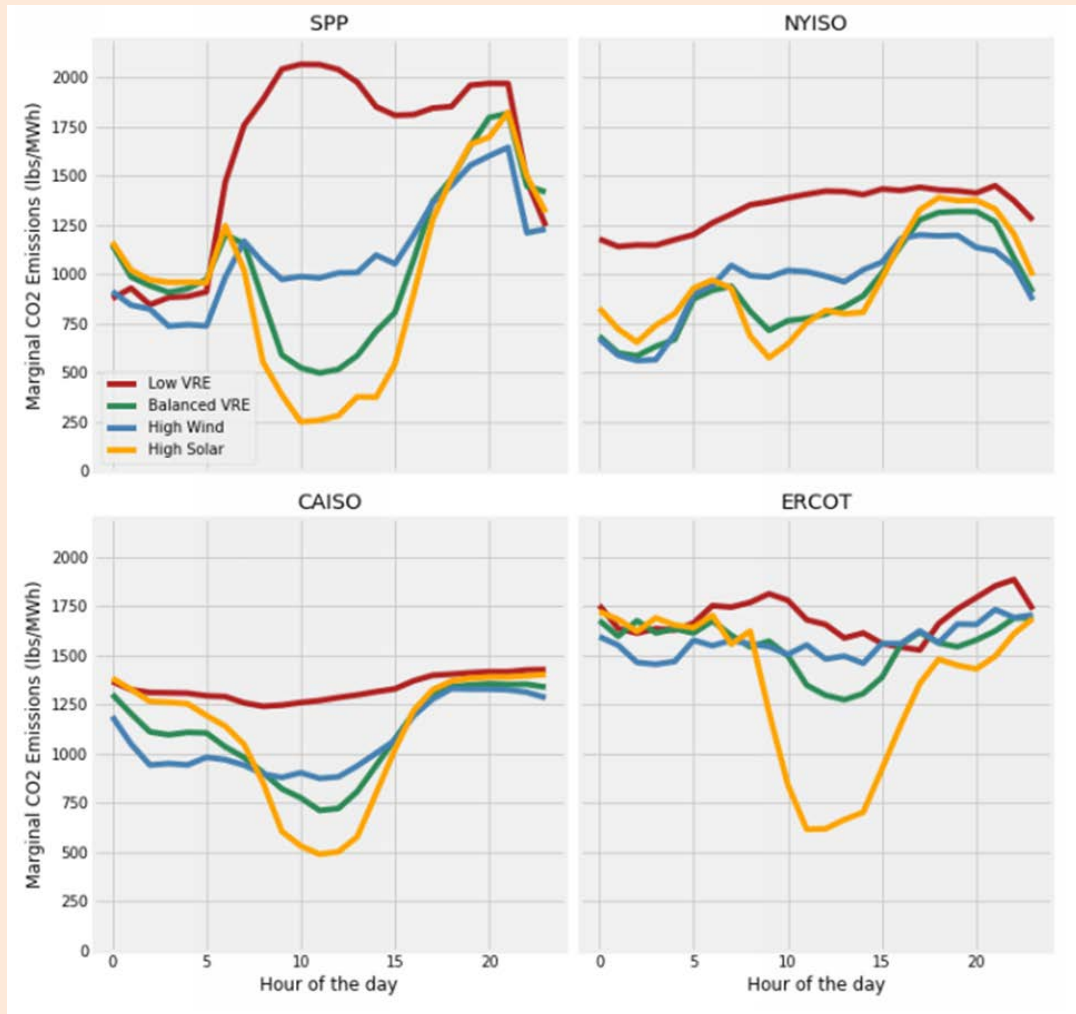 SPP
NYISO
Marginal CO2 Emissions (lbs/MWh)
2000
1750
1500
1250
1000
750
500
250
0
Low VRE
Balanced VRE
High Wind
High Solar
CAISO
ERCOT
Marginal CO2 Emissions (lbs/MWh)
2000
1750
1500
1250
1000
750
500
250
0
0 5 10 15 20
0 5 10 15 20
Hour of the day
Hour of the day